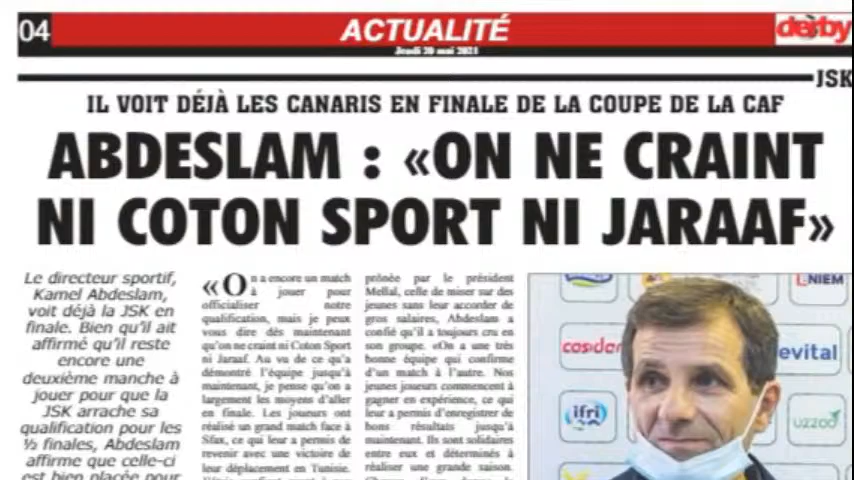 04
ACTUALITÉ
derby
Jeudi 20 mai 2021
JSK
IL VOIT DÉJÀ LES CANARIS EN FINALE DE LA COUPE DE LA CAF
ABDESLAM : «ON NE CRAINT
NI COTON SPORT NI JARAAF»
Le directeur sportif,
Kamel Abdeslam,
voit déjà la JSK en
finale. Bien qu'il ait
affirmé qu'il reste
encore une
deuxième manche à
jouer pour que la
JSK arrache sa
qualification pour les
½ finales, Abdeslam
affirme que celle-ci
est bien placée pour
«On a encore un match
à jouer pour
officialiser notre
qualification, mais je peux
vous dire dès maintenant
qu'on ne craint ni Coton Sport
ni Jaraaf. Au vu de ce qu'a
démontré l'équipe jusqu'à
maintenant, je pense qu'on a
largement les moyens d'aller
en finale. Les joueurs ont
réalisé un grand match face à
Sfax, ce qui leur a permis de
revenir avec une victoire de
leur déplacement en Tunisie.
prônée par le président
Mellal, celle de miser sur des
jeunes sans leur accorder de
gros salaires, Abdeslam a
confié qu'il a toujours cru en
son groupe. «On a une très
bonne équipe qui confirme
d'un match à l'autre. Nos
jeunes joueurs commencent à
gagner en expérience, ce qui
leur a permis d'enregistrer de
bons résultats jusqu'à
maintenant. Ils sont solidaires
entre eux et déterminés à
réaliser une grande saison.
NIEM
cosider
evital
ifri
uzzo